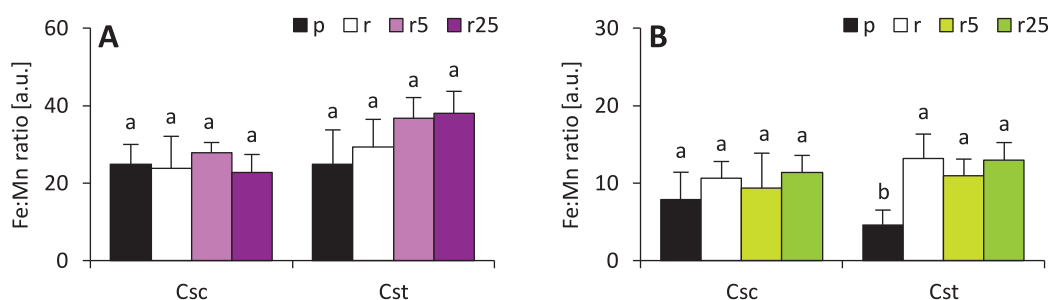 A
p r r5 r25
Fe:Mn ratio [a.u.]
60
40
20
0
a a a a
a a a a
Csc Cst
B
p r r5 r25
Fe:Mn ratio [a.u.]
30
20
10
0
a a a a
b a a a
Csc Cst